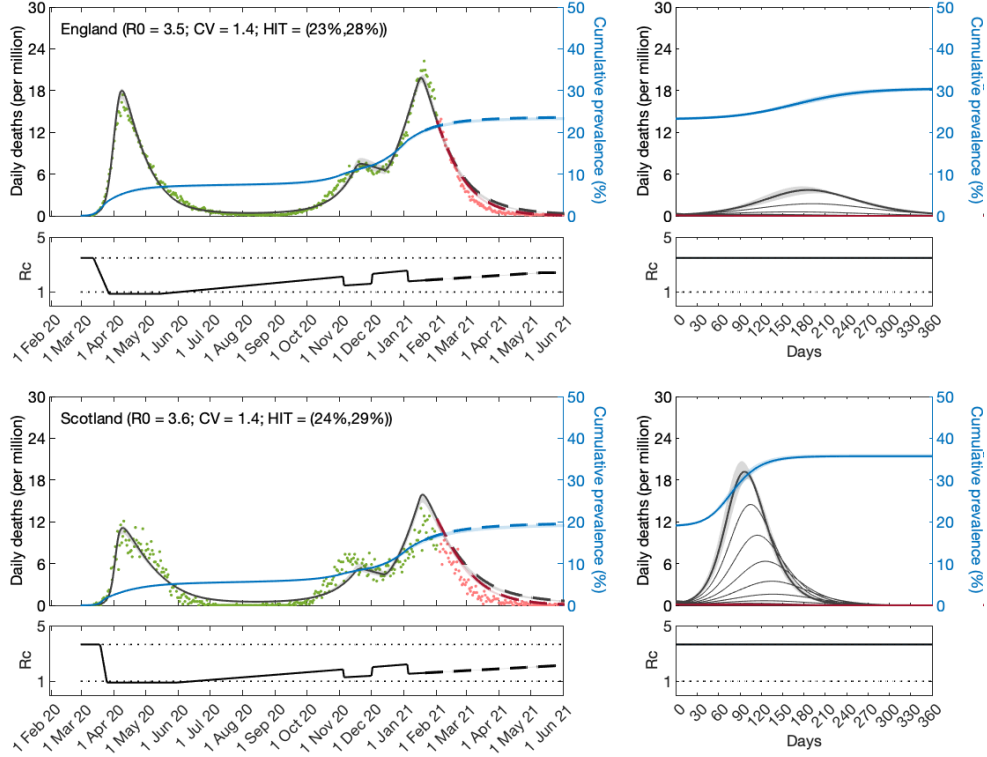 England (R0 = 3.5; CV = 1.4; HIT = (23%,28%))
Daily deaths (per million)
30
24
18
12
6
0
50
40
30
20
10
0
Cumulative prevalence (%)
Daily deaths (per million)
30
24
18
12
6
0
50
40
30
20
10
0
Cumulative prevalence (%)
Rc
5
1
1 Feb 20
1 Mar 20
1 Apr 20
1 May 20
1 Jun 20
1 Jul 20
1 Aug 20
1 Sep 20
1 Oct 20
1 Nov 20
1 Dec 20
1 Jan 21
1 Feb 21
1 Mar 21
1 Apr 21
1 May 21
1 Jun 21
Rc
5
1
0
30
60
90
120
150
180
210
240
270
300
330
360
Days
Scotland (R0 = 3.6; CV = 1.4; HIT = (24%,29%))
Daily deaths (per million)
30
24
18
12
6
0
50
40
30
20
10
0
Cumulative prevalence (%)
Daily deaths (per million)
30
24
18
12
6
0
50
40
30
20
10
0
Cumulative prevalence (%)
Rc
5
1
1 Feb 20
1 Mar 20
1 Apr 20
1 May 20
1 Jun 20
1 Jul 20
1 Aug 20
1 Sep 20
1 Oct 20
1 Nov 20
1 Dec 20
1 Jan 21
1 Feb 21
1 Mar 21
1 Apr 21
1 May 21
1 Jun 21
Rc
5
1
0
30
60
90
120
150
180
210
240
270
300
330
360
Days